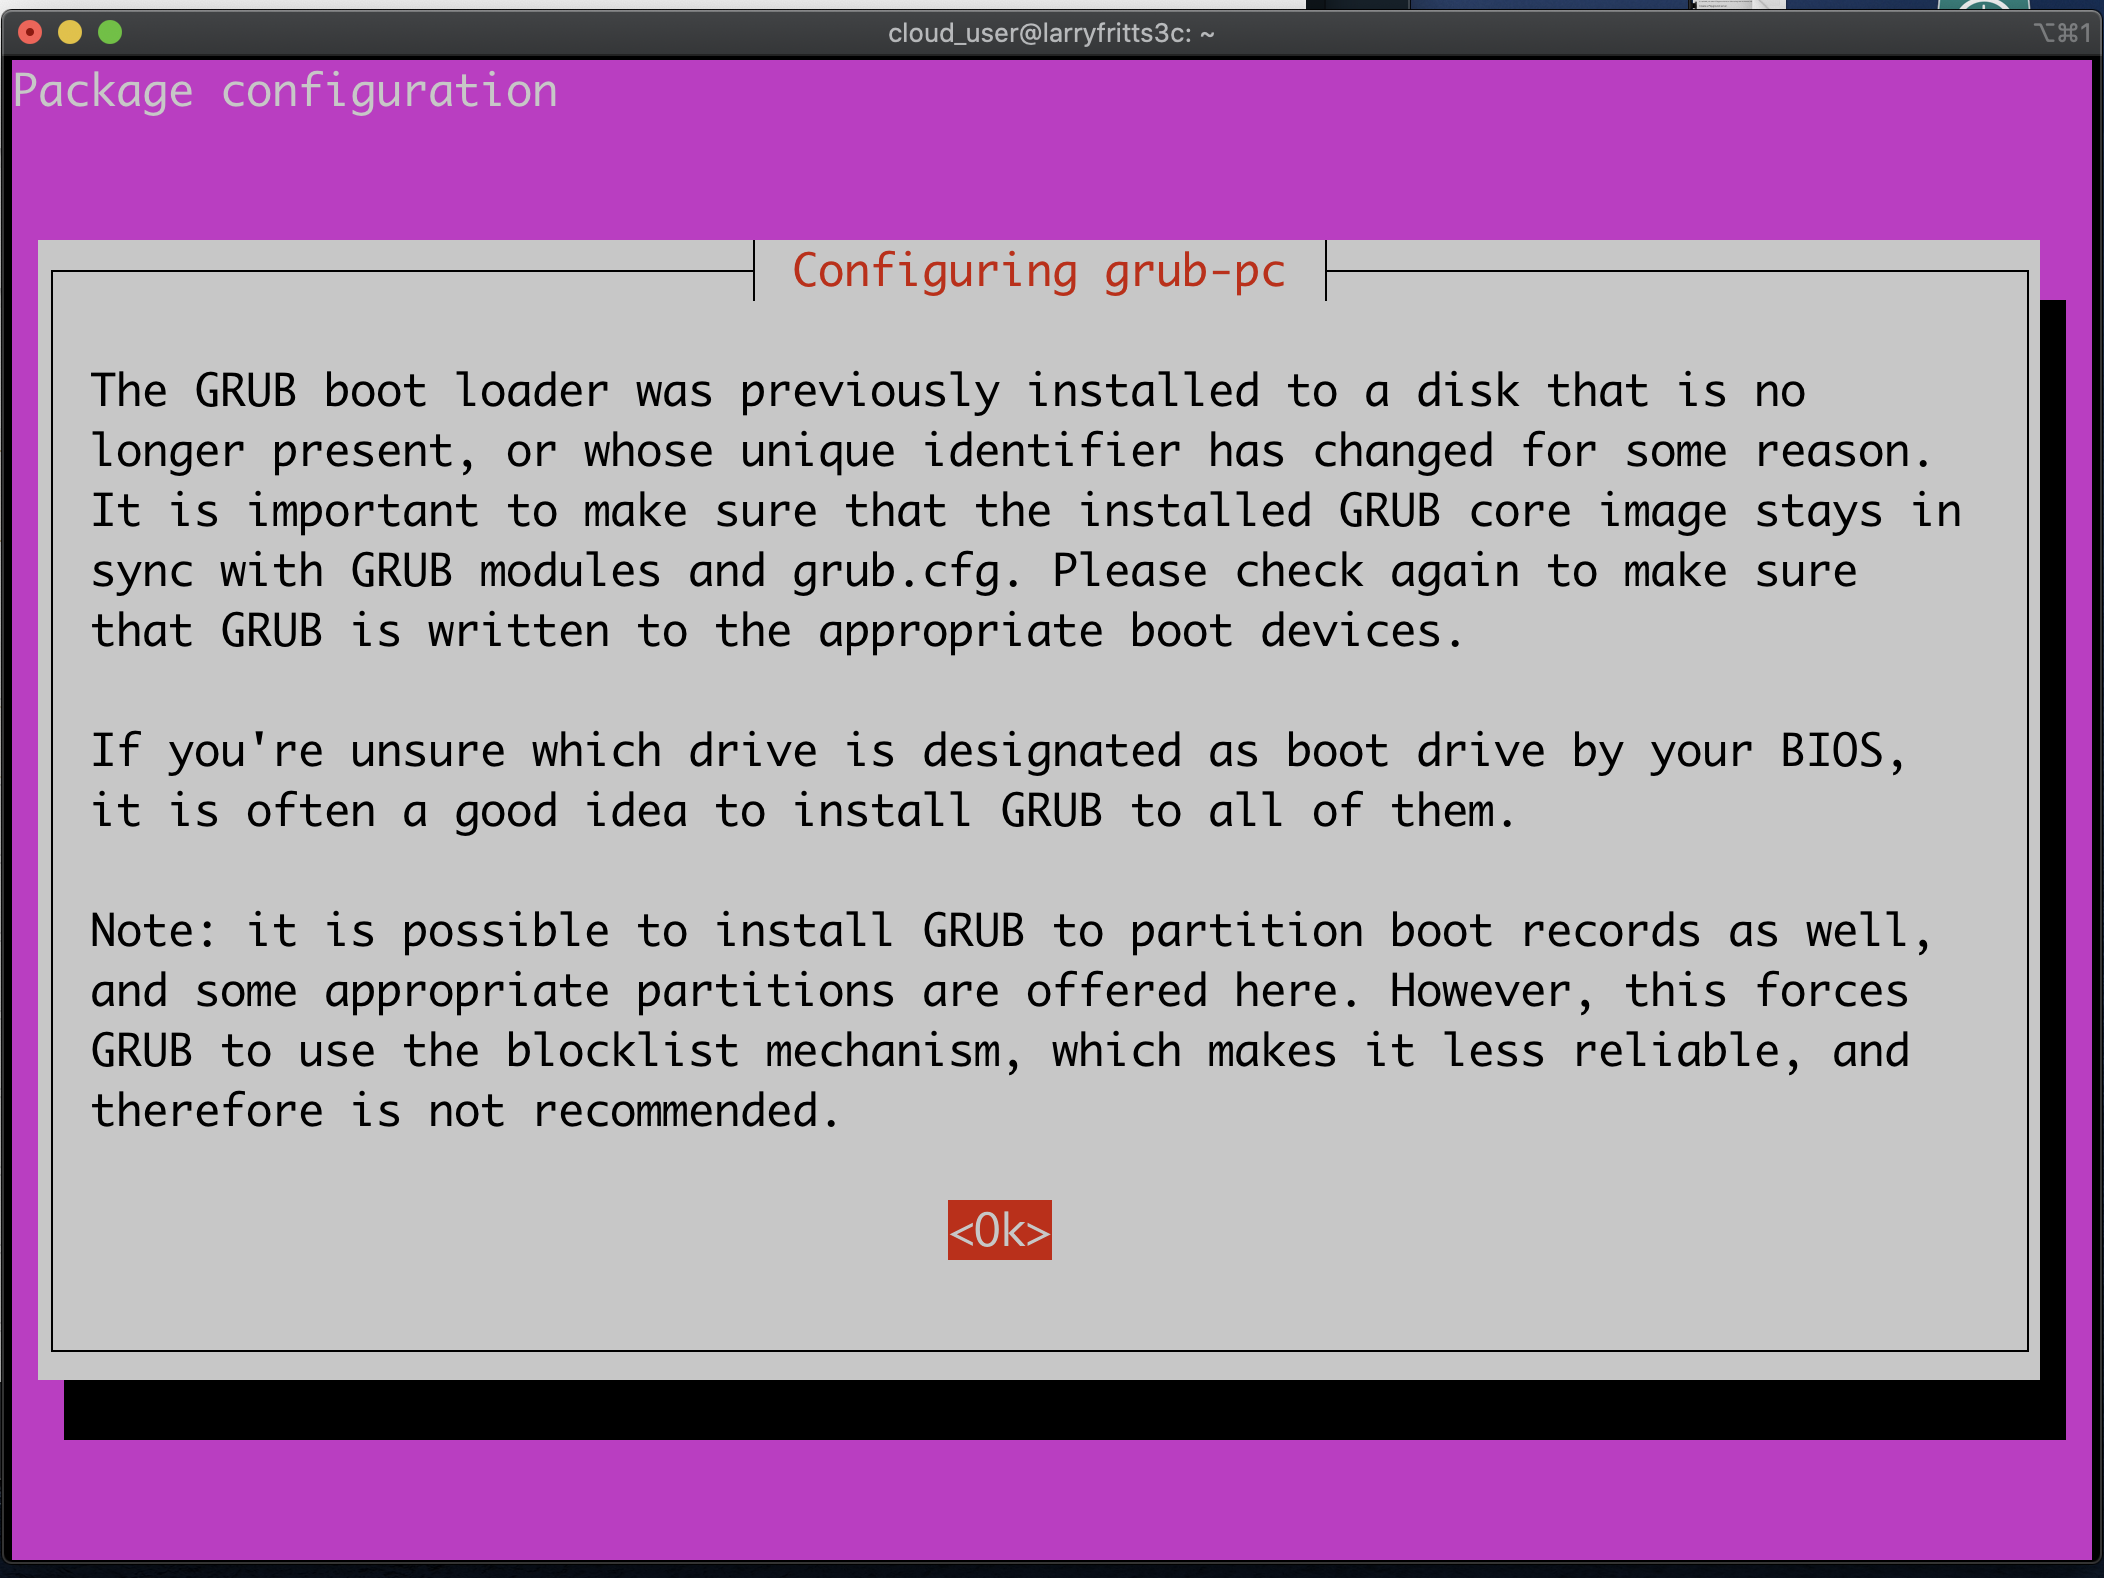 cloud_user@larryfritts3c: ~
⌥⌘1
Package configuration
Configuring grub-pc
The GRUB boot loader was previously installed to a disk that is no
longer present, or whose unique identifier has changed for some reason.
It is important to make sure that the installed GRUB core image stays in
sync with GRUB modules and grub.cfg. Please check again to make sure
that GRUB is written to the appropriate boot devices.
If you're unsure which drive is designated as boot drive by your BIOS,
it is often a good idea to install GRUB to all of them.
Note: it is possible to install GRUB to partition boot records as well,
and some appropriate partitions are offered here. However, this forces
GRUB to use the blocklist mechanism, which makes it less reliable, and
therefore is not recommended.
<Ok>